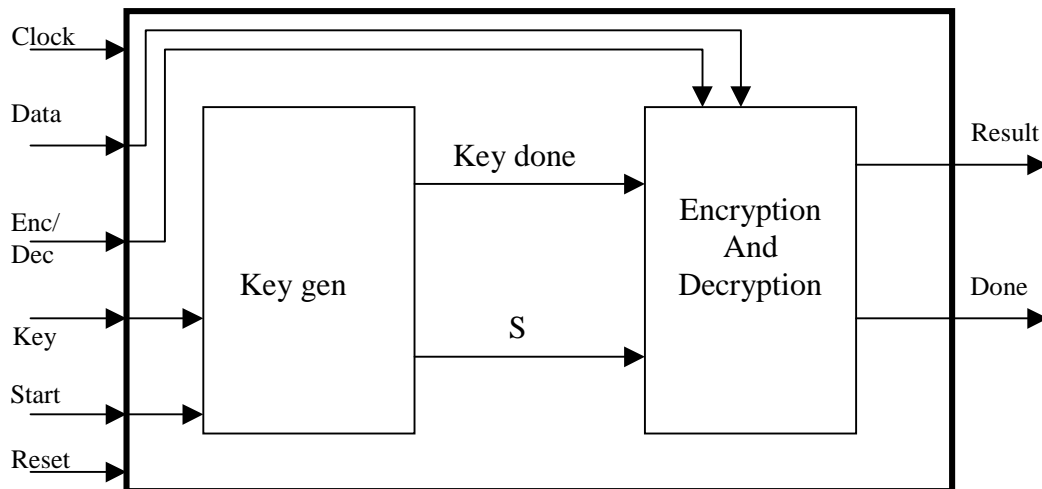 Clock
Data
Enc/
Dec
Key
Start
Reset
Key gen
Key done
S
Encryption
And
Decryption
Result
Done